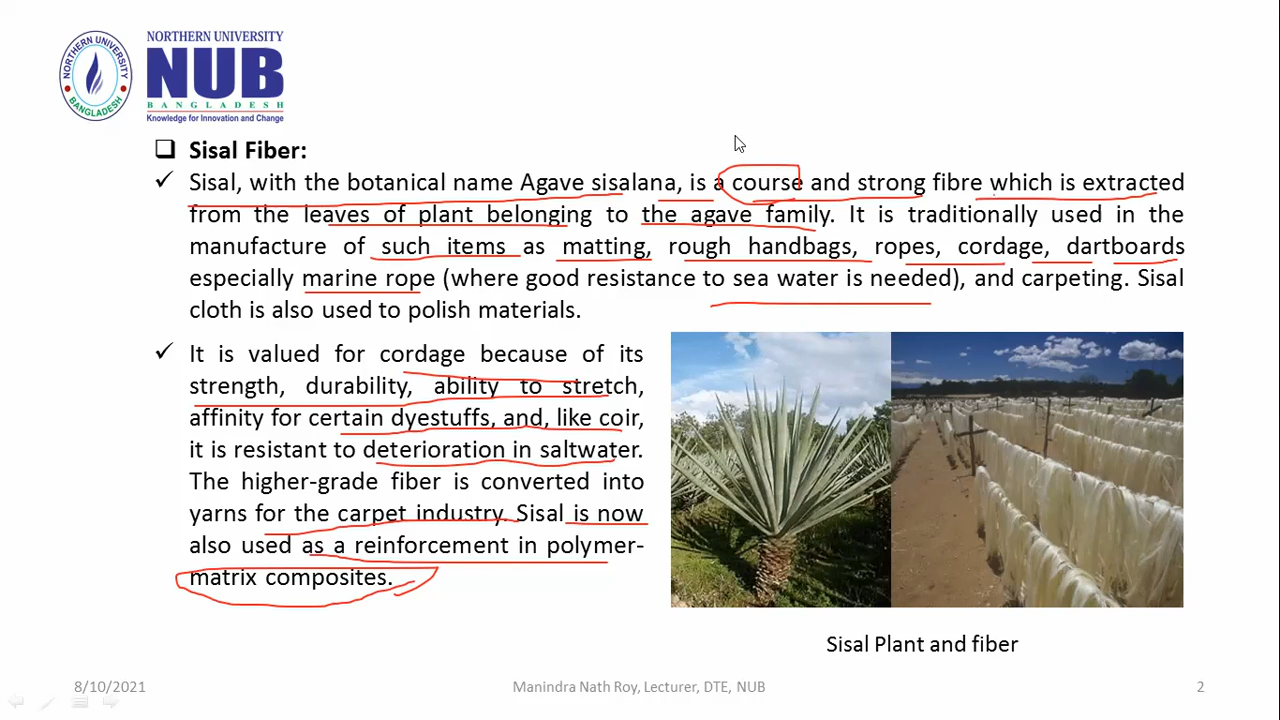 NORTHERN UNIVERSITY
NORTHERN UNIVERSITY
NUB
BANGLADESH
BANGLADESH
Knowledge for Innovation and Change
Sisal Fiber:
Sisal, with the botanical name Agave sisalana, is a course and strong fibre which is extracted
from the leaves of plant belonging to the agave family. It is traditionally used in the
manufacture of such items as matting, rough handbags, ropes, cordage, dartboards
especially marine rope (where good resistance to sea water is needed), and carpeting. Sisal
cloth is also used to polish materials.
It is valued for cordage because of its
strength, durability, ability to stretch,
affinity for certain dyestuffs, and, like coir,
it is resistant to deterioration in saltwater.
The higher-grade fiber is converted into
yarns for the carpet industry. Sisal is now
also used as a reinforcement in polymer-
matrix composites.
Sisal Plant and fiber
8/10/2021
Manindra Nath Roy, Lecturer, DTE, NUB
2